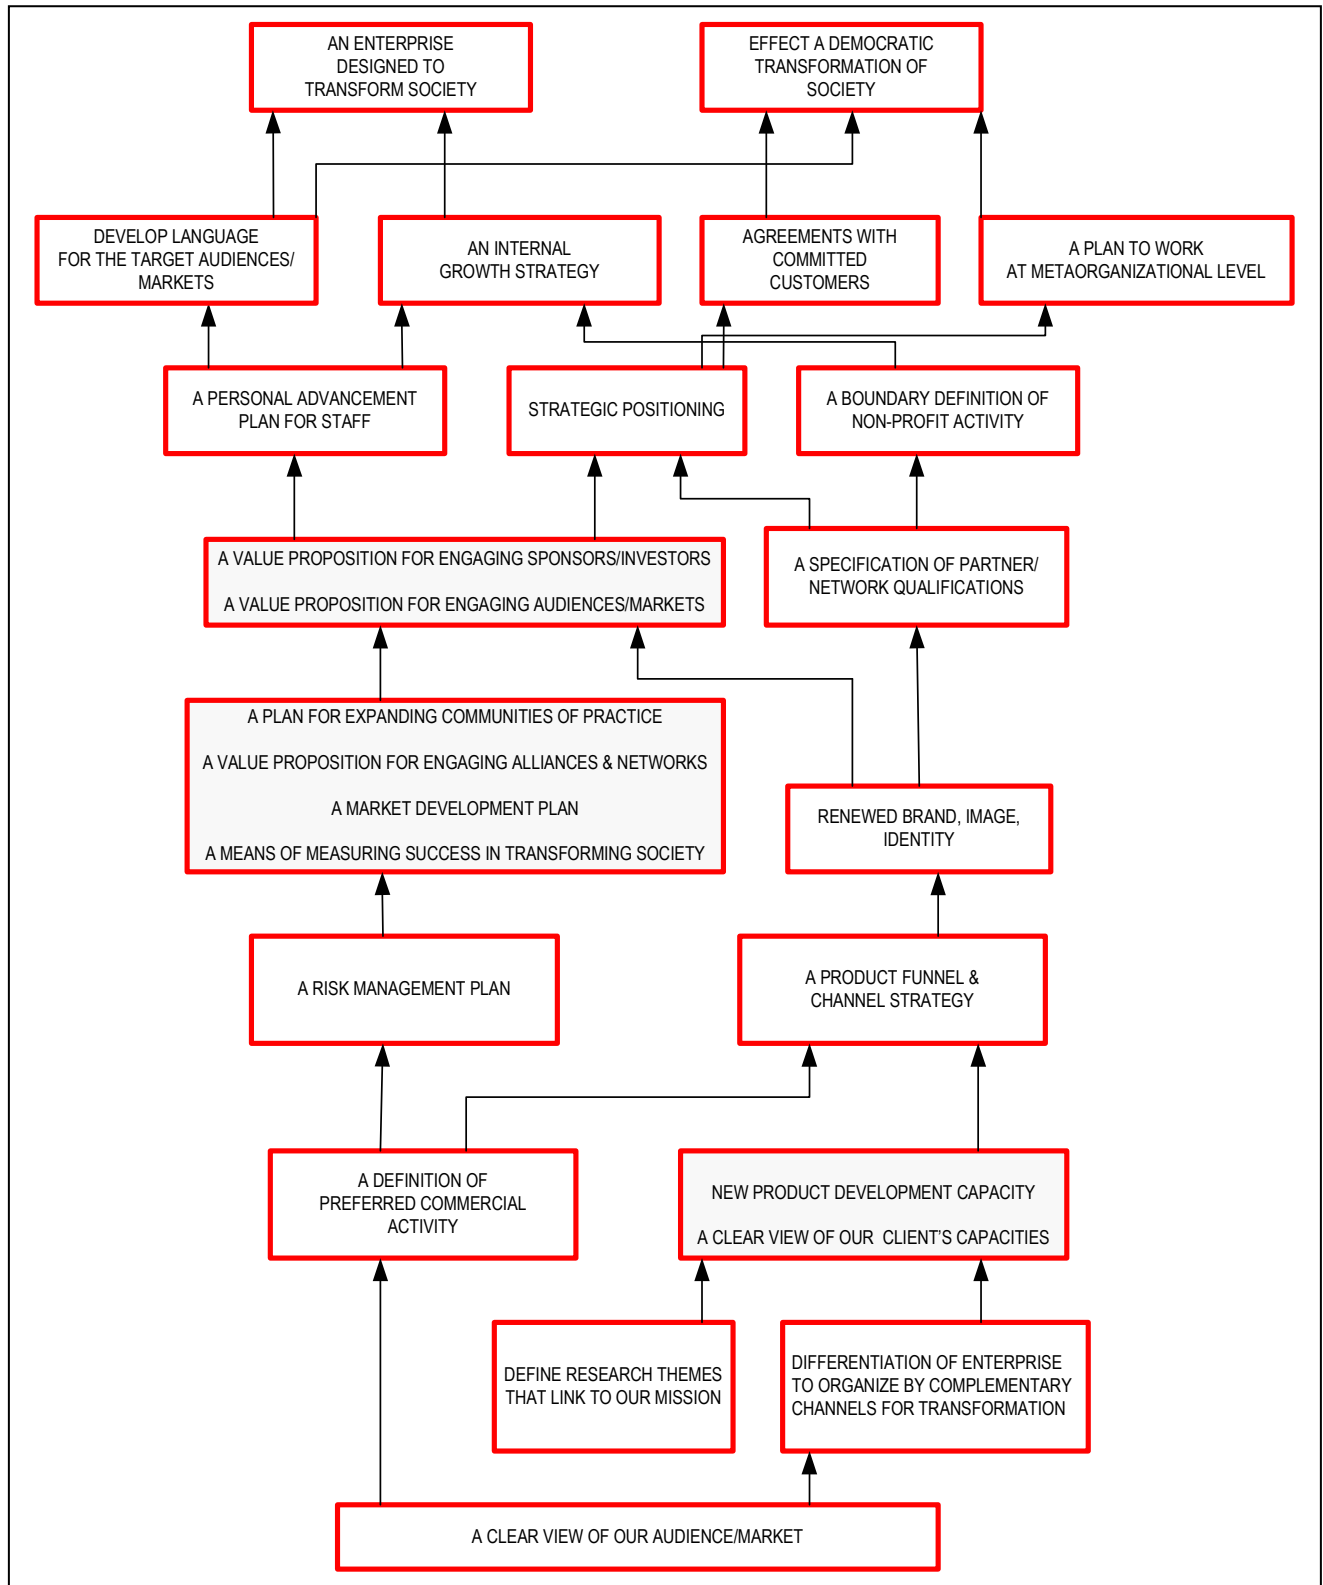 AN ENTERPRISE
DESIGNED TO
TRANSFORM SOCIETY
EFFECT A DEMOCRATIC
TRANSFORMATION OF
SOCIETY
DEVELOP LANGUAGE
FOR THE TARGET AUDIENCES/
MARKETS
AN INTERNAL
GROWTH STRATEGY
AGREEMENTS WITH
COMMITTED
CUSTOMERS
A PLAN TO WORK
AT METAORGANIZATIONAL LEVEL
A PERSONAL ADVANCEMENT
PLAN FOR STAFF
STRATEGIC POSITIONING
A BOUNDARY DEFINITION OF
NON-PROFIT ACTIVITY
A VALUE PROPOSITION FOR ENGAGING SPONSORS/INVESTORS
A VALUE PROPOSITION FOR ENGAGING AUDIENCES/MARKETS
A SPECIFICATION OF PARTNER/
NETWORK QUALIFICATIONS
A PLAN FOR EXPANDING COMMUNITIES OF PRACTICE
A VALUE PROPOSITION FOR ENGAGING ALLIANCES & NETWORKS
A MARKET DEVELOPMENT PLAN
A MEANS OF MEASURING SUCCESS IN TRANSFORMING SOCIETY
RENEWED BRAND, IMAGE,
IDENTITY
A RISK MANAGEMENT PLAN
A PRODUCT FUNNEL &
CHANNEL STRATEGY
A DEFINITION OF
PREFERRED COMMERCIAL
ACTIVITY
NEW PRODUCT DEVELOPMENT CAPACITY
A CLEAR VIEW OF OUR  CLIENT'S CAPACITIES
DEFINE RESEARCH THEMES
THAT LINK TO OUR MISSION
DIFFERENTIATION OF ENTERPRISE
TO ORGANIZE BY COMPLEMENTARY
CHANNELS FOR TRANSFORMATION
A CLEAR VIEW OF OUR AUDIENCE/MARKET